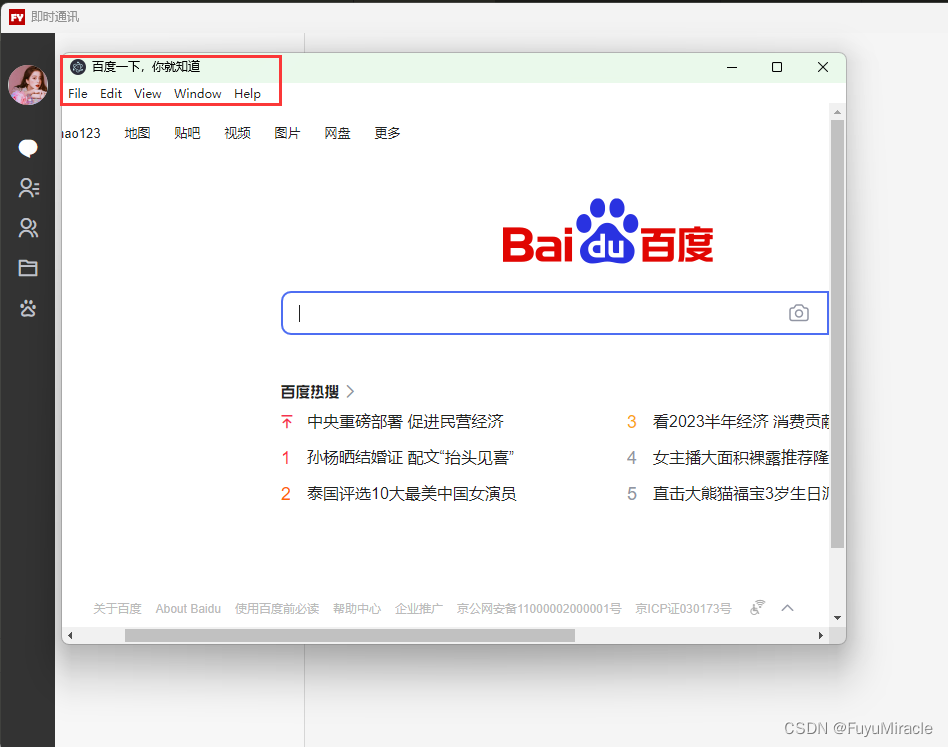 FV 即时通讯
百度一下，你就知道
File Edit View Window Help
hao123 地图 贴吧 视频 图片 网盘 更多
Bai du 百度
百度热搜
中央重磅部署 促进民营经济
1 孙杨晒结婚证 配文“抬头见喜”
2 泰国评选10大最美中国女演员
3 看2023半年经济 消费贡献
4 女主播大面积裸露推荐隆
5 直击大熊猫福宝3岁生日
关于百度 About Baidu 使用百度前必读 帮助中心 企业推广 京公网安备11000002000001号 京ICP证030173号
CSDN @FuyuMiracle